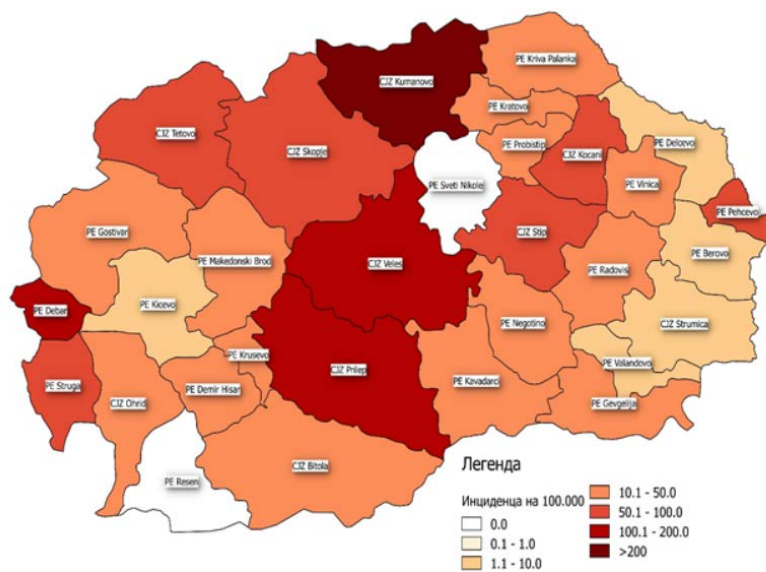 PE Kriva Palanka
CJZ Kumanovo
PE Kratovo
CJZ Tetovo
PE Probistip
PE Delcevo
CJZ Skopje
CJZ Kocani
PE Sveti Nikole
PE Vinica
PE Pehcevo
PE Gostivar
CJZ Stip
PE Makedonski Brod
CJZ Veles
PE Berovo
PE Radovis
PE Debar
PE Kicevo
PE Negotino
CJZ Strumica
PE Krusevo
PE Valandovo
CJZ Prilep
PE Struga
PE Demir Hisar
PE Kavadarci
CJZ Ohrid
PE Gevgelija
CJZ Bitola
PE Resen
Легенда
Инциденца на 100.000
0.0
0.1 - 1.0
1.1 - 10.0
10.1 - 50.0
50.1 - 100.0
100.1 - 200.0
>200